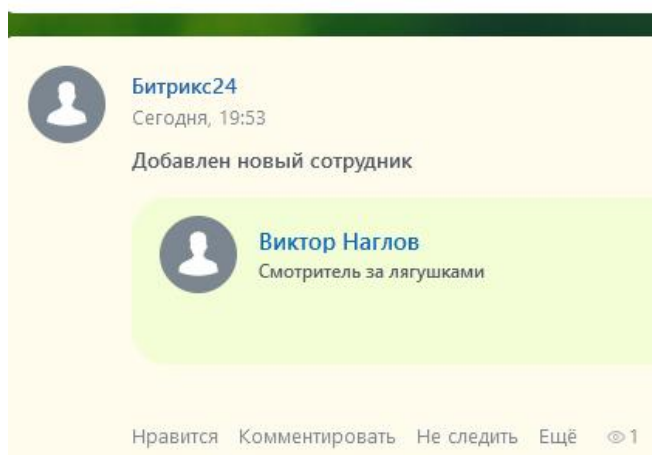 Битрикс24
Сегодня, 19:53
Добавлен новый сотрудник
Виктор Наглов
Смотритель за лягушками
Нравится Комментировать Не следить Ещё 1